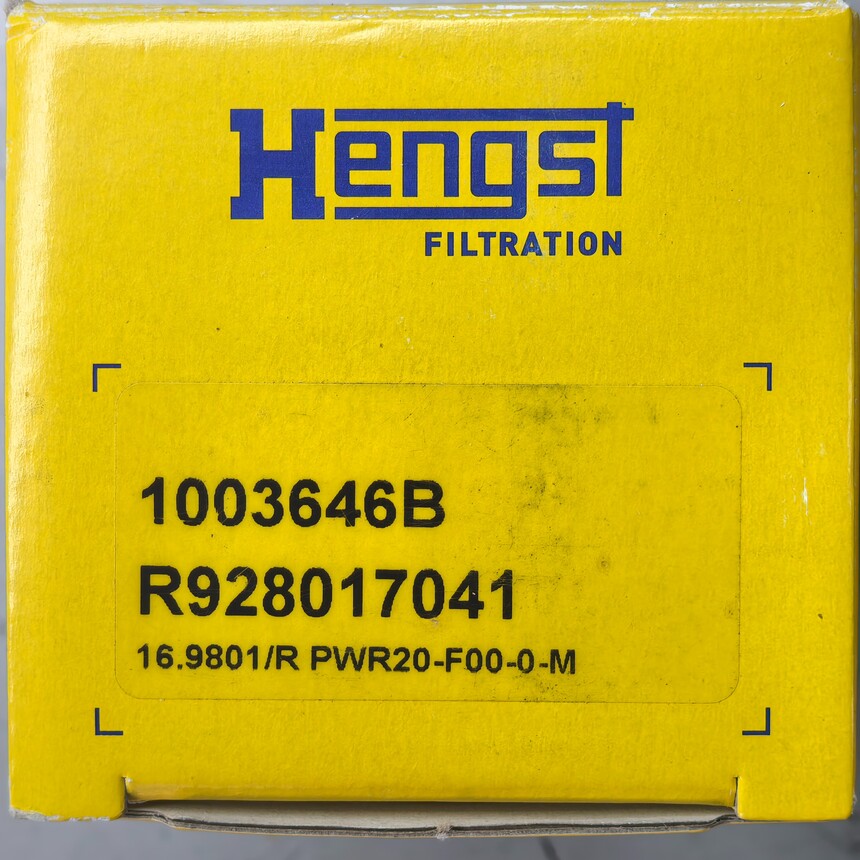 Hengst
FILTRATION
1003646B
R928017041
16.9801/R PWR20-F00-0-M